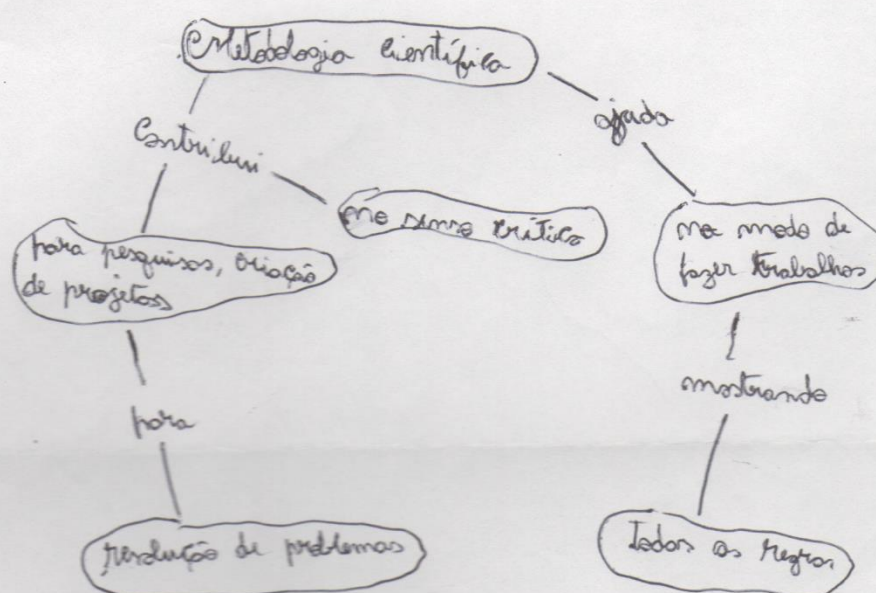 Metodologia científica
ajuda
Contribui
no senso crítico
para pesquisas, criação
de projetos
no modo de
fazer trabalhos
mostrando
para
resolução de problemas
Todas as regras